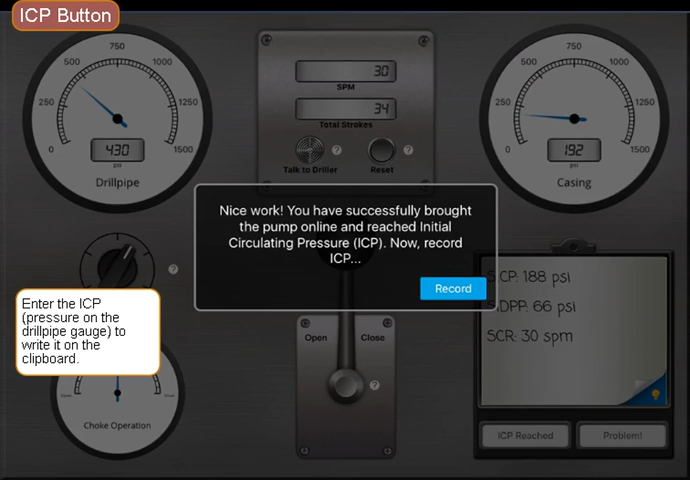 ICP Button
750
500
1000
250
1250
0
1500
430
psi
Drillpipe
30
SPM
34
Total Strokes
Talk to Driller
?
Reset
?
750
500
1000
250
1250
0
1500
192
psi
Casing
Nice work! You have successfully brought
the pump online and reached Initial
Circulating Pressure (ICP). Now, record
ICP...
Record
?
Enter the ICP
(pressure on the
drillpipe gauge) to
write it on the
clipboard.
Choke Operation
Open
Close
?
SICP: 188 psi
SIDPP: 66 psi
SCR: 30 spm
ICP Reached
Problem!